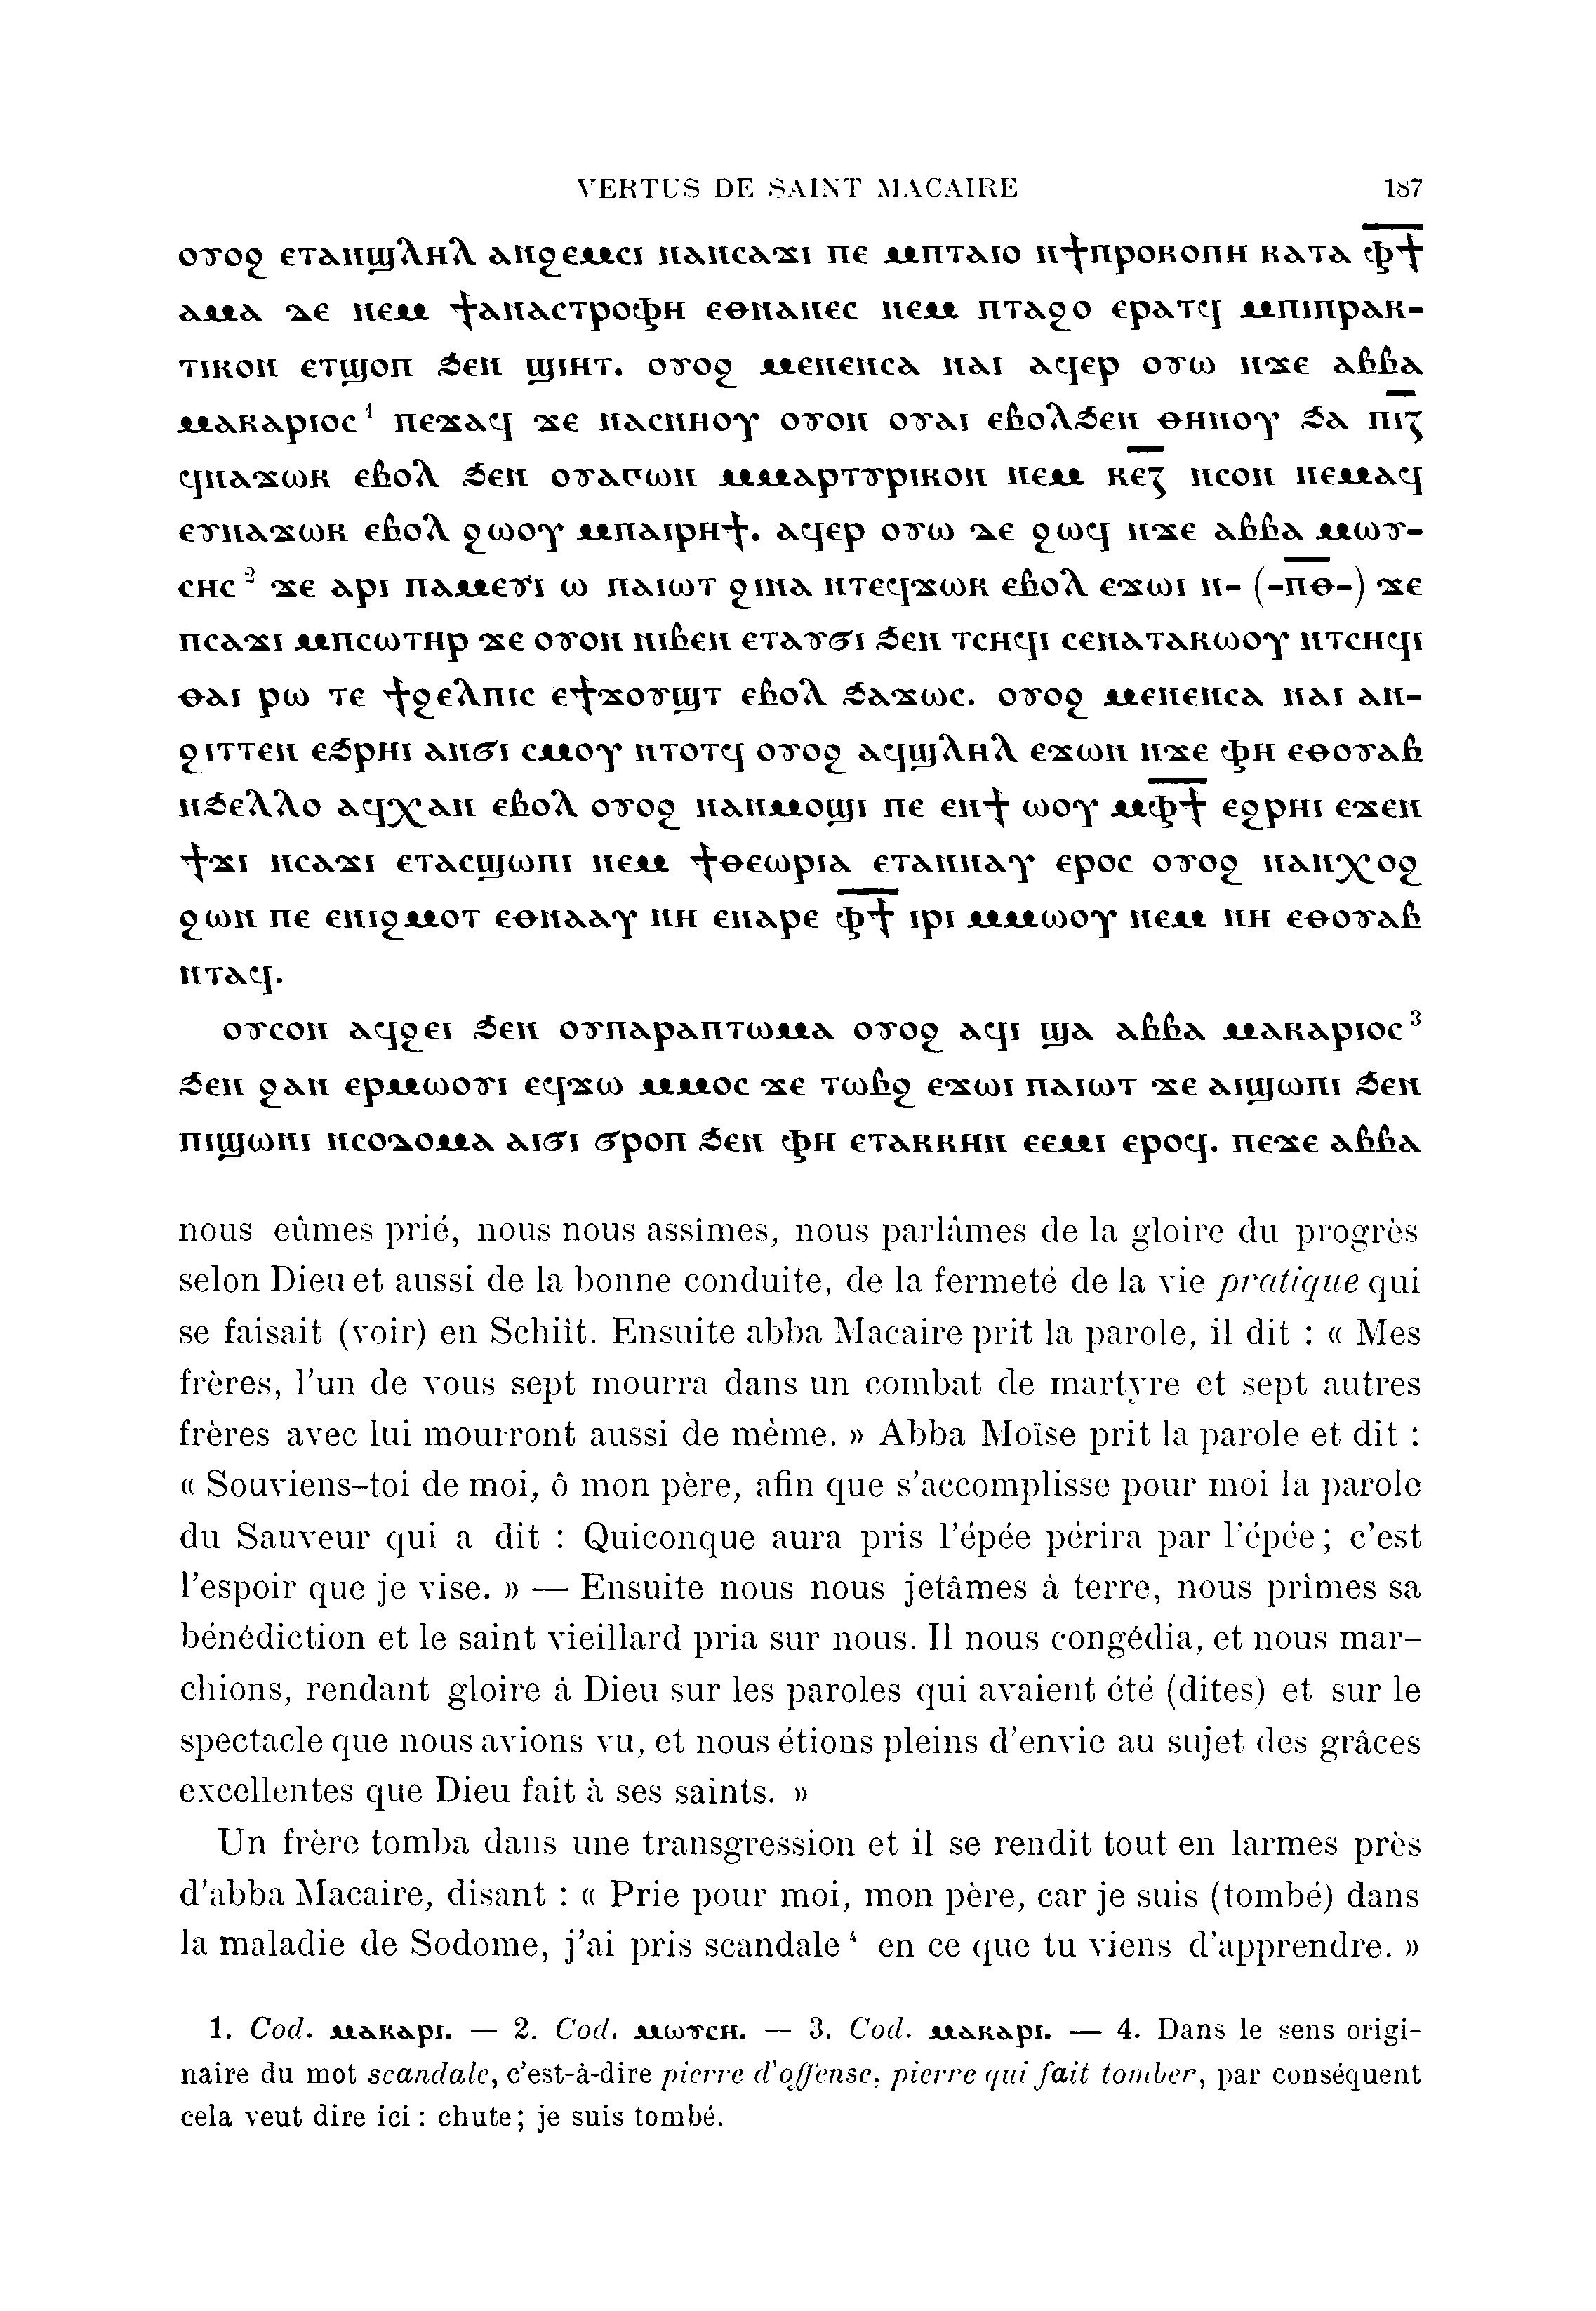 VERTUS DE SAINT MACAIRE 187
ⲟⲩⲟϩ ⲉⲧⲁⲛϣⲗⲏⲗ ⲁⲛϩⲉⲙⲥⲓ ⲛⲁⲛⲥⲁϫⲓ ⲡⲉ ⲙⲡⲧⲁⲓⲟ ⲛϯⲡⲣⲟⲕⲟⲡⲏ ⲕⲁⲧⲁ ⲫ̅ϯ̅
ⲁⲙⲁ ⲇⲉ ⲛⲉⲙ ϯⲁⲛⲁⲥⲧⲣⲟⲫⲏ ⲉⲑⲛⲁⲛⲉⲥ ⲛⲉⲙ ⲡⲧⲁϩⲟ ⲉⲣⲁⲧϥ ⲙⲡⲓⲡⲣⲁⲕ-
ⲧⲓⲕⲟⲛ ⲉⲧϣⲟⲡ ϧⲉⲛ ϣⲓⲏⲧ. ⲟⲩⲟϩ ⲙⲉⲛⲉⲛⲥⲁ ⲛⲁⲓ ⲁϥⲉⲣ ⲟⲩⲱ ⲛϫⲉ ⲁⲃⲃⲁ
ⲙⲁⲕⲁⲣⲓⲟⲥ¹ ⲡⲉϫⲁϥ ϫⲉ ⲛⲁⲥⲛⲏⲟⲩ ⲟⲩⲟⲛ ⲟⲩⲁⲓ ⲉⲃⲟⲗϧⲉⲛ ⲑⲏⲛⲟⲩ ϧⲁ ⲡⲓⲍ̅
ϥⲛⲁϫⲱⲕ ⲉⲃⲟⲗ ϧⲉⲛ ⲟⲩⲁⲅⲱⲛ ⲙⲙⲁⲣⲧⲩⲣⲓⲕⲟⲛ ⲛⲉⲙ ⲕⲉⲍ̅ ⲛⲥⲟⲛ ⲛⲉⲙⲁϥ
ⲉⲩⲛⲁϫⲱⲕ ⲉⲃⲟⲗ ϩⲱⲟⲩ ⲙⲡⲁⲓⲣⲏϯ. ⲁϥⲉⲣ ⲟⲩⲱ ⲇⲉ ϩⲱϥ ⲛϫⲉ ⲁⲃⲃⲁ ⲙⲱⲩ-
ⲥⲏⲥ² ϫⲉ ⲁⲣⲓ ⲡⲁⲙⲉⲩⲓ ⲱ ⲡⲁⲓⲱⲧ ϩⲓⲛⲁ ⲛⲧⲉϥϫⲱⲕ ⲉⲃⲟⲗ ⲉϫⲱⲓ ⲛ- (-ⲡ̅ⲑ̅-) ϫⲉ
ⲡⲥⲁϫⲓ ⲙⲡⲥⲱⲧⲏⲣ ϫⲉ ⲟⲩⲟⲛ ⲛⲓⲃⲉⲛ ⲉⲧⲁⲩϭⲓ ϧⲉⲛ ⲧⲥⲏϥⲓ ⲥⲉⲛⲁⲧⲁⲕⲱⲟⲩ ⲛⲧⲥⲏϥⲓ
ⲑⲁⲓ ⲣⲱ ⲧⲉ ϯϩⲉⲗⲡⲓⲥ ⲉϯϫⲟⲩϣⲧ ⲉⲃⲟⲗ ϧⲁϫⲱⲥ. ⲟⲩⲟϩ ⲙⲉⲛⲉⲛⲥⲁ ⲛⲁⲓ ⲁⲛ-
ϩⲓⲧⲧⲉⲛ ⲉϧⲣⲏⲓ ⲁⲛϭⲓ ⲥⲙⲟⲩ ⲛⲧⲟⲧϥ ⲟⲩⲟϩ ⲁϥϣⲗⲏⲗ ⲉϫⲱⲛ ⲛϫⲉ ⲫⲏ ⲉⲑⲟⲩⲁⲃ
ⲛϧⲉⲗⲗⲟ ⲁϥⲭⲁⲛ ⲉⲃⲟⲗ ⲟⲩⲟϩ ⲛⲁⲛⲙⲟϣⲓ ⲡⲉ ⲉⲛϯ ⲱⲟⲩ ⲙⲫ̅ϯ̅ ⲉϩⲣⲏⲓ ⲉϫⲉⲛ
ϯϫⲓ ⲛⲥⲁϫⲓ ⲉⲧⲁⲥϣⲱⲡⲓ ⲛⲉⲙ ϯⲑⲉⲱⲣⲓⲁ ⲉⲧⲁⲛⲛⲁⲩ ⲉⲣⲟⲥ ⲟⲩⲟϩ ⲛⲁⲛⲭⲟϩ
ϩⲱⲛ ⲡⲉ ⲉⲛⲓϩⲙⲟⲧ ⲉⲑⲛⲁⲁⲩ ⲛⲏ ⲉⲛⲁⲣⲉ ⲫ̅ϯ̅ ⲓⲣⲓ ⲙⲙⲱⲟⲩ ⲛⲉⲙ ⲛⲏ ⲉⲑⲟⲩⲁⲃ
ⲛⲧⲁϥ.
ⲟⲩⲥⲟⲛ ⲁϥϩⲉⲓ ϧⲉⲛ ⲟⲩⲡⲁⲣⲁⲡⲧⲱⲙⲁ ⲟⲩⲟϩ ⲁϥⲓ ϣⲁ ⲁⲃⲃⲁ ⲙⲁⲕⲁⲣⲓⲟⲥ³
ϧⲉⲛ ϩⲁⲛ ⲉⲣⲙⲱⲟⲩⲓ ⲉϥϫⲱ ⲙⲙⲟⲥ ϫⲉ ⲧⲱⲃϩ ⲉϫⲱⲓ ⲡⲁⲓⲱⲧ ϫⲉ ⲁⲓϣⲱⲡⲓ ϧⲉⲛ
ⲡⲓϣⲱⲛⲓ ⲛⲥⲟⲇⲟⲙⲁ ⲁⲓϭⲓ ϭⲣⲟⲡ ϧⲉⲛ ⲫⲏ ⲉⲧⲁⲕⲕⲏⲛ ⲉⲉⲙⲓ ⲉⲣⲟϥ. ⲡⲉϫⲉ ⲁⲃⲃⲁ
nous eûmes prié, nous nous assîmes, nous parlâmes de la gloire du progrès
selon Dieu et aussi de la bonne conduite, de la fermeté de la vie pratique qui
se faisait (voir) en Schiît. Ensuite abba Macaire prit la parole, il dit : « Mes
frères, l'un de vous sept mourra dans un combat de martyre et sept autres
frères avec lui mourront aussi de même. » Abba Moïse prit la parole et dit :
« Souviens-toi de moi, ô mon père, afin que s'accomplisse pour moi la parole
du Sauveur qui a dit : Quiconque aura pris l'épée périra par l'épée; c'est
l'espoir que je vise. » — Ensuite nous nous jetâmes à terre, nous prîmes sa
bénédiction et le saint vieillard pria sur nous. Il nous congédia, et nous mar-
chions, rendant gloire à Dieu sur les paroles qui avaient été (dites) et sur le
spectacle que nous avions vu, et nous étions pleins d'envie au sujet des grâces
excellentes que Dieu fait à ses saints. »
Un frère tomba dans une transgression et il se rendit tout en larmes près
d'abba Macaire, disant : « Prie pour moi, mon père, car je suis (tombé) dans
la maladie de Sodome, j'ai pris scandale⁴ en ce que tu viens d'apprendre. »
1. Cod. ⲙⲁⲕⲁⲣⲓ. — 2. Cod. ⲙⲱⲩⲥⲏ. — 3. Cod. ⲙⲁⲕⲁⲣⲓ. — 4. Dans le sens origi-
naire du mot scandale, c'est-à-dire pierre d'offense, pierre qui fait tomber, par conséquent
cela veut dire ici : chute; je suis tombé.